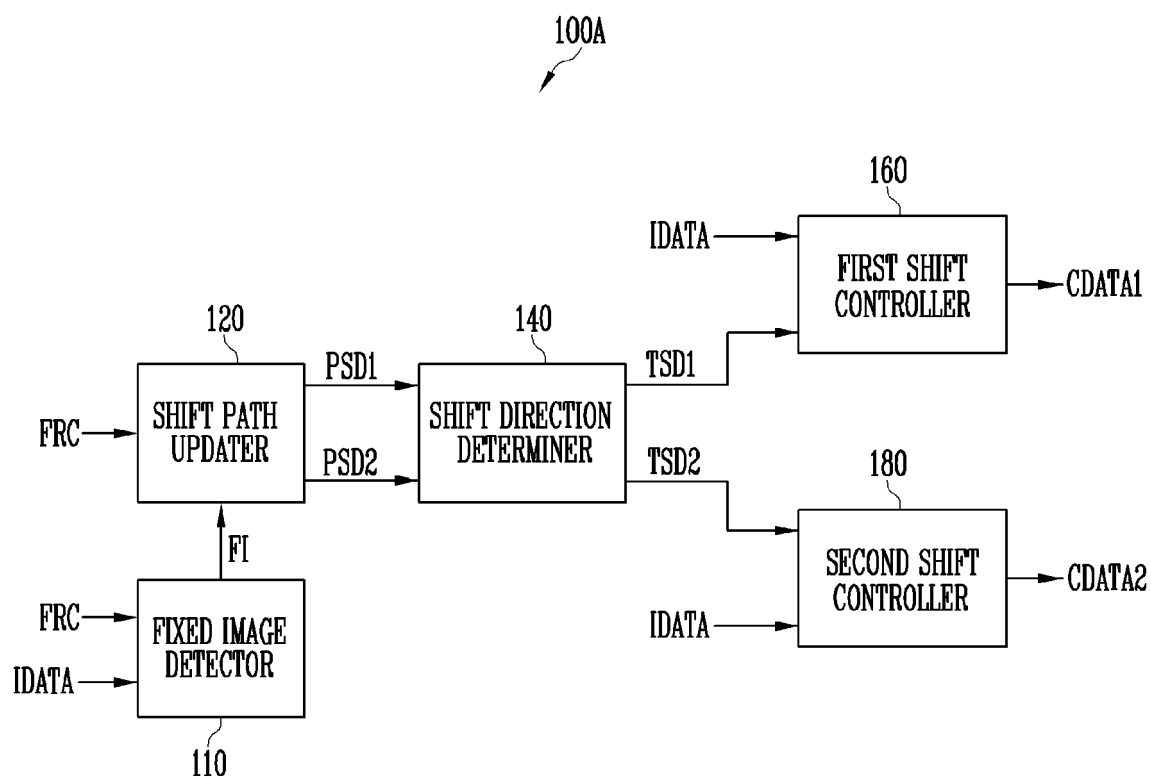 100A
160
IDATA
FIRST SHIFT
CONTROLLER
CDATA1
120
140
PSD1
TSD1
SHIFT PATH
UPDATER
SHIFT DIRECTION
DETERMINER
FRC
PSD2
TSD2
180
FI
SECOND SHIFT
CONTROLLER
CDATA2
FRC
IDATA
FIXED IMAGE
DETECTOR
IDATA
110